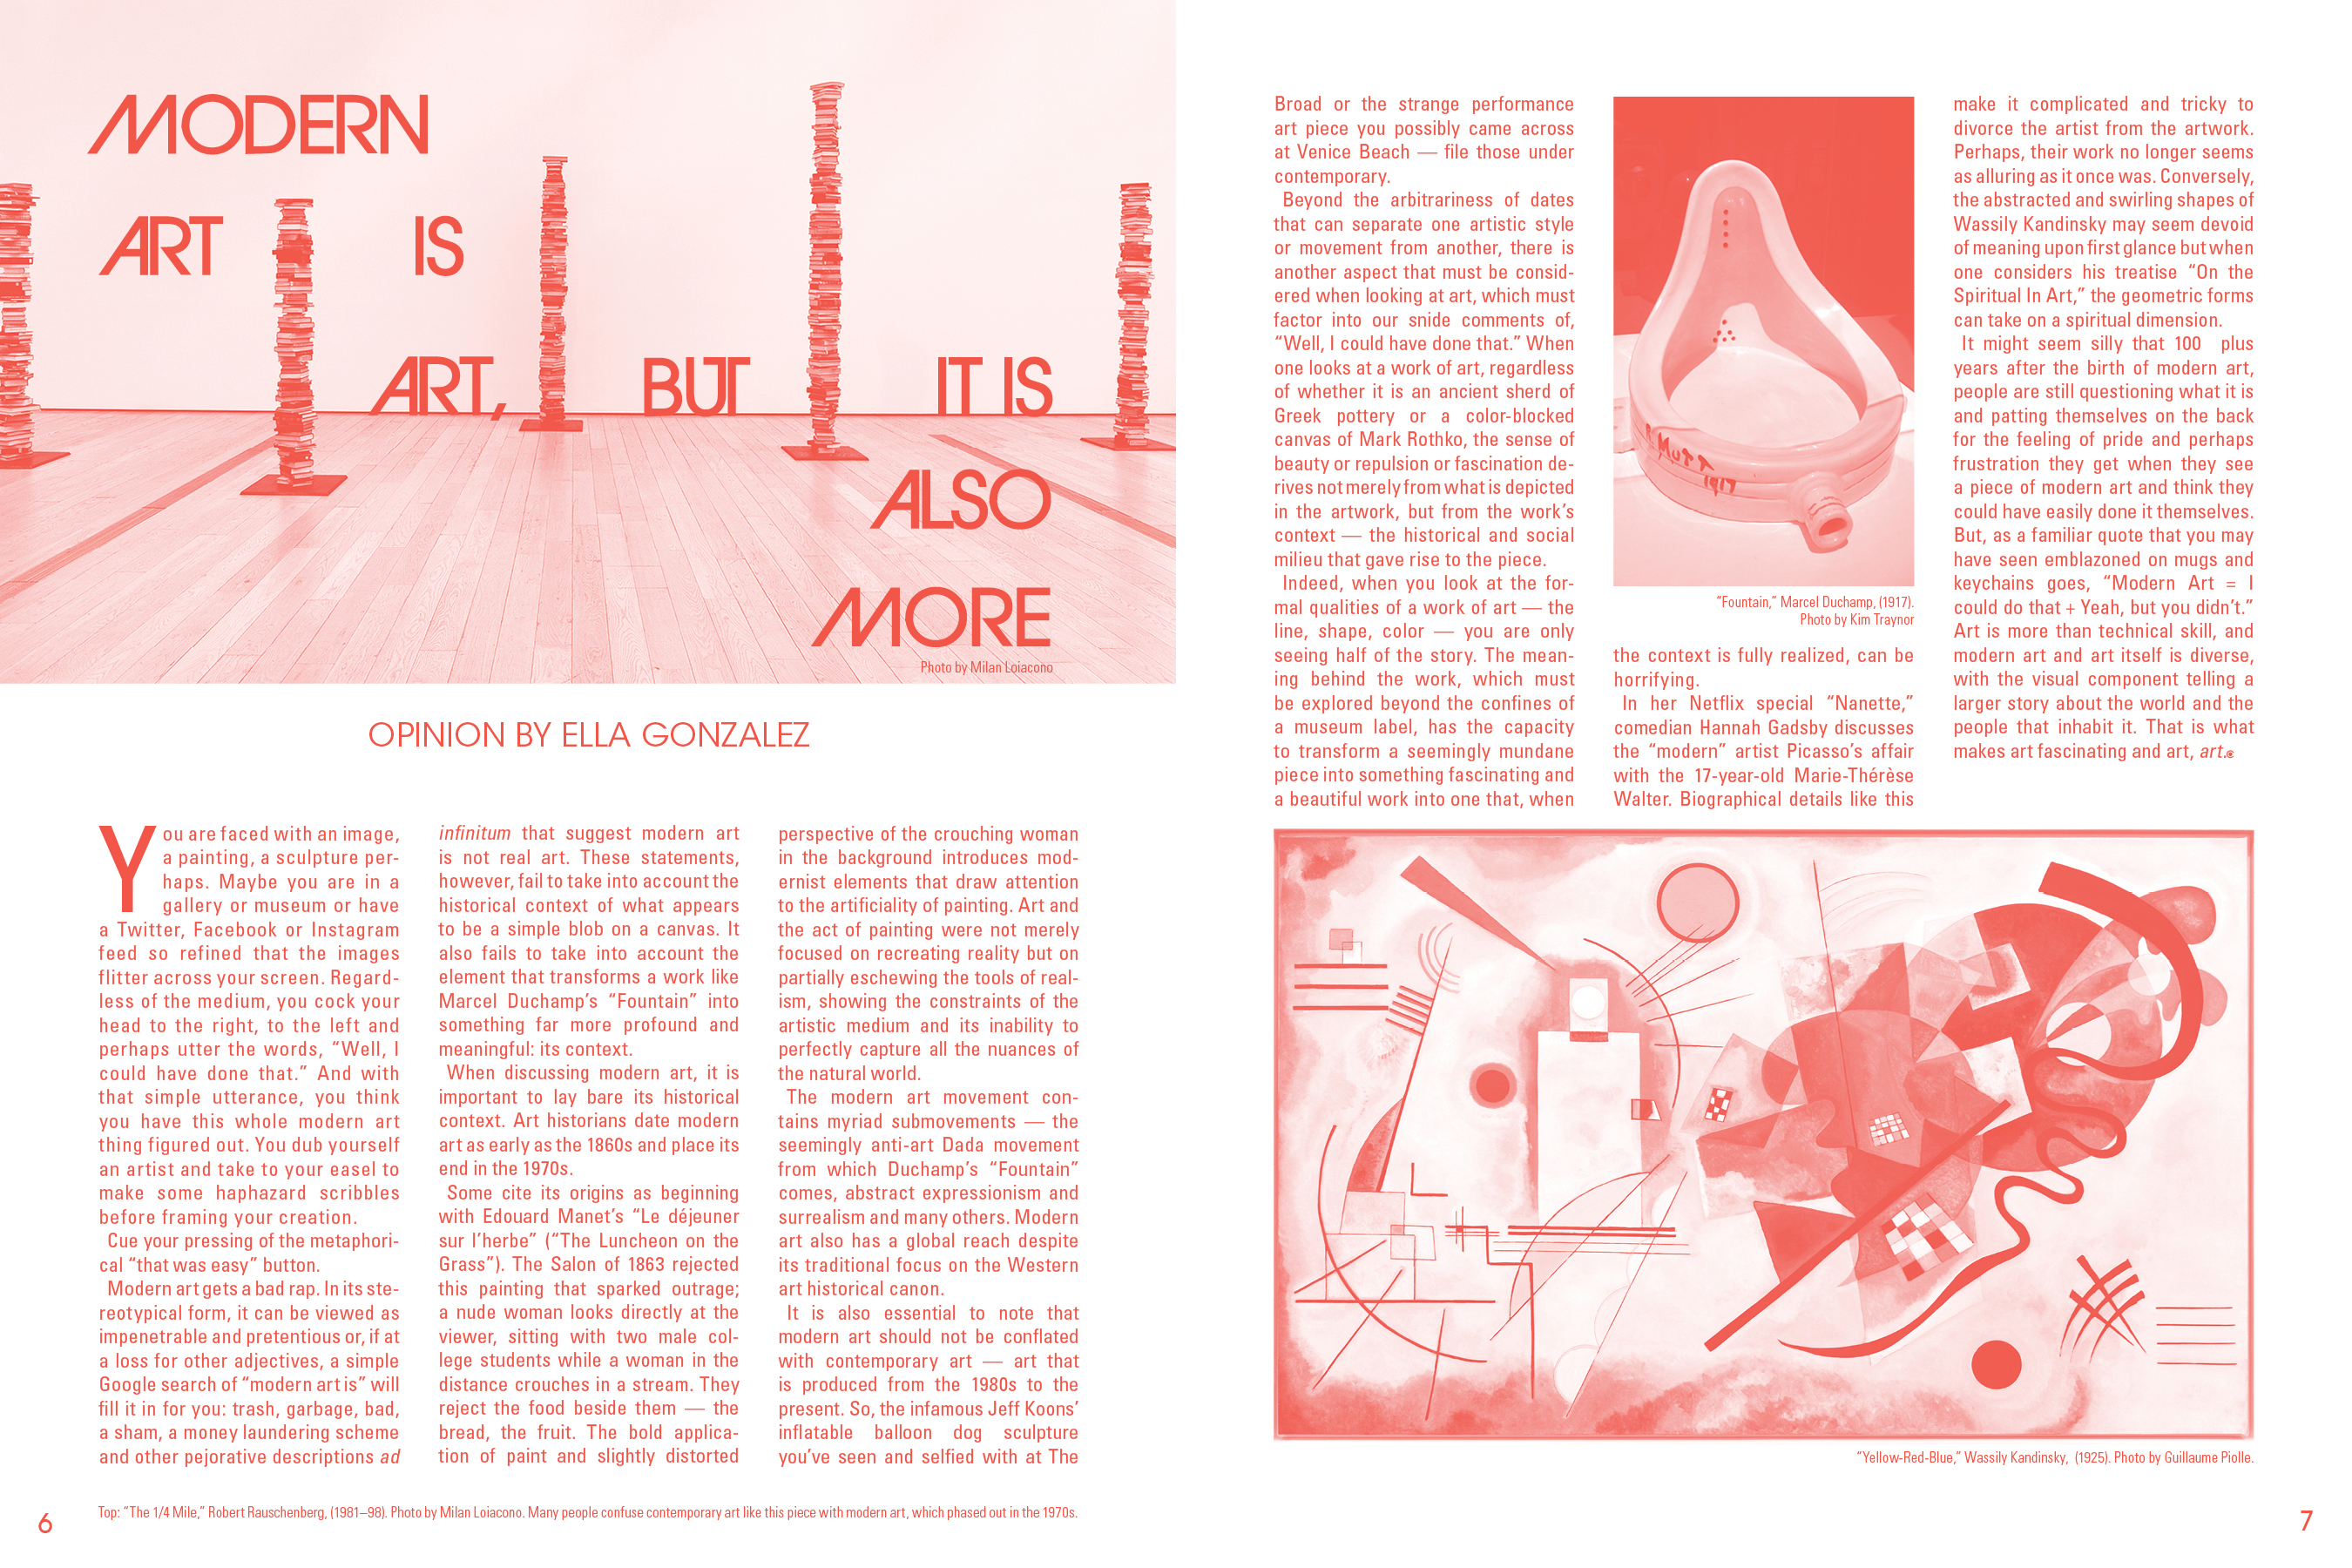 MODERN
ART IS
ART, BUT IT IS
ALSO
MORE
Photo by Milan Loiacono
OPINION BY ELLA GONZALEZ
You are faced with an image,
a painting, a sculpture per-
haps. Maybe you are in a
gallery or museum or have
a Twitter, Facebook or Instagram
feed so refined that the images
flitter across your screen. Regard-
less of the medium, you cock your
head to the right, to the left and
perhaps utter the words, “Well, I
could have done that.” And with
that simple utterance, you think
you have this whole modern art
thing figured out. You dub yourself
an artist and take to your easel to
make some haphazard scribbles
before framing your creation.
Cue your pressing of the metaphori-
cal “that was easy” button.
Modern art gets a bad rap. In its ste-
reotypical form, it can be viewed as
impenetrable and pretentious or, if at
a loss for other adjectives, a simple
Google search of “modern art is” will
fill it in for you: trash, garbage, bad,
a sham, a money laundering scheme
and other pejorative descriptions ad
infinitum that suggest modern art
is not real art. These statements,
however, fail to take into account the
historical context of what appears
to be a simple blob on a canvas. It
also fails to take into account the
element that transforms a work like
Marcel Duchamp’s “Fountain” into
something far more profound and
meaningful: its context.
When discussing modern art, it is
important to lay bare its historical
context. Art historians date modern
art as early as the 1860s and place its
end in the 1970s.
Some cite its origins as beginning
with Edouard Manet’s “Le déjeuner
sur l’herbe” (“The Luncheon on the
Grass”). The Salon of 1863 rejected
this painting that sparked outrage;
a nude woman looks directly at the
viewer, sitting with two male col-
lege students while a woman in the
distance crouches in a stream. They
reject the food beside them — the
bread, the fruit. The bold applica-
tion of paint and slightly distorted
perspective of the crouching woman
in the background introduces mod-
ernist elements that draw attention
to the artificiality of painting. Art and
the act of painting were not merely
focused on recreating reality but on
partially eschewing the tools of real-
ism, showing the constraints of the
artistic medium and its inability to
perfectly capture all the nuances of
the natural world.
The modern art movement con-
tains myriad submovements — the
seemingly anti-art Dada movement
from which Duchamp’s “Fountain”
comes, abstract expressionism and
surrealism and many others. Modern
art also has a global reach despite
its traditional focus on the Western
art historical canon.
It is also essential to note that
modern art should not be conflated
with contemporary art — art that
is produced from the 1980s to the
present. So, the infamous Jeff Koons’
inflatable balloon dog sculpture
you’ve seen and selfied with at The
Top: “The 1/4 Mile,” Robert Rauschenberg, (1981–98). Photo by Milan Loiacono. Many people confuse contemporary art like this piece with modern art, which phased out in the 1970s.
6
Broad or the strange performance
art piece you possibly came across
at Venice Beach — file those under
contemporary.
Beyond the arbitrariness of dates
that can separate one artistic style
or movement from another, there is
another aspect that must be consid-
ered when looking at art, which must
factor into our snide comments of,
“Well, I could have done that.” When
one looks at a work of art, regardless
of whether it is an ancient sherd of
Greek pottery or a color-blocked
canvas of Mark Rothko, the sense of
beauty or repulsion or fascination de-
rives not merely from what is depicted
in the artwork, but from the work’s
context — the historical and social
milieu that gave rise to the piece.
Indeed, when you look at the for-
mal qualities of a work of art — the
line, shape, color — you are only
seeing half of the story. The mean-
ing behind the work, which must
be explored beyond the confines of
a museum label, has the capacity
to transform a seemingly mundane
piece into something fascinating and
a beautiful work into one that, when
R. MUTT
1917
“Fountain,” Marcel Duchamp, (1917).
Photo by Kim Traynor
the context is fully realized, can be
horrifying.
In her Netflix special “Nanette,”
comedian Hannah Gadsby discusses
the “modern” artist Picasso’s affair
with the 17-year-old Marie-Thérèse
Walter. Biographical details like this
make it complicated and tricky to
divorce the artist from the artwork.
Perhaps, their work no longer seems
as alluring as it once was. Conversely,
the abstracted and swirling shapes of
Wassily Kandinsky may seem devoid
of meaning upon first glance but when
one considers his treatise “On the
Spiritual In Art,” the geometric forms
can take on a spiritual dimension.
It might seem silly that 100 plus
years after the birth of modern art,
people are still questioning what it is
and patting themselves on the back
for the feeling of pride and perhaps
frustration they get when they see
a piece of modern art and think they
could have easily done it themselves.
But, as a familiar quote that you may
have seen emblazoned on mugs and
keychains goes, “Modern Art = I
could do that + Yeah, but you didn’t.”
Art is more than technical skill, and
modern art and art itself is diverse,
with the visual component telling a
larger story about the world and the
people that inhabit it. That is what
makes art fascinating and art, art.
“Yellow-Red-Blue,” Wassily Kandinsky, (1925). Photo by Guillaume Piolle.
7